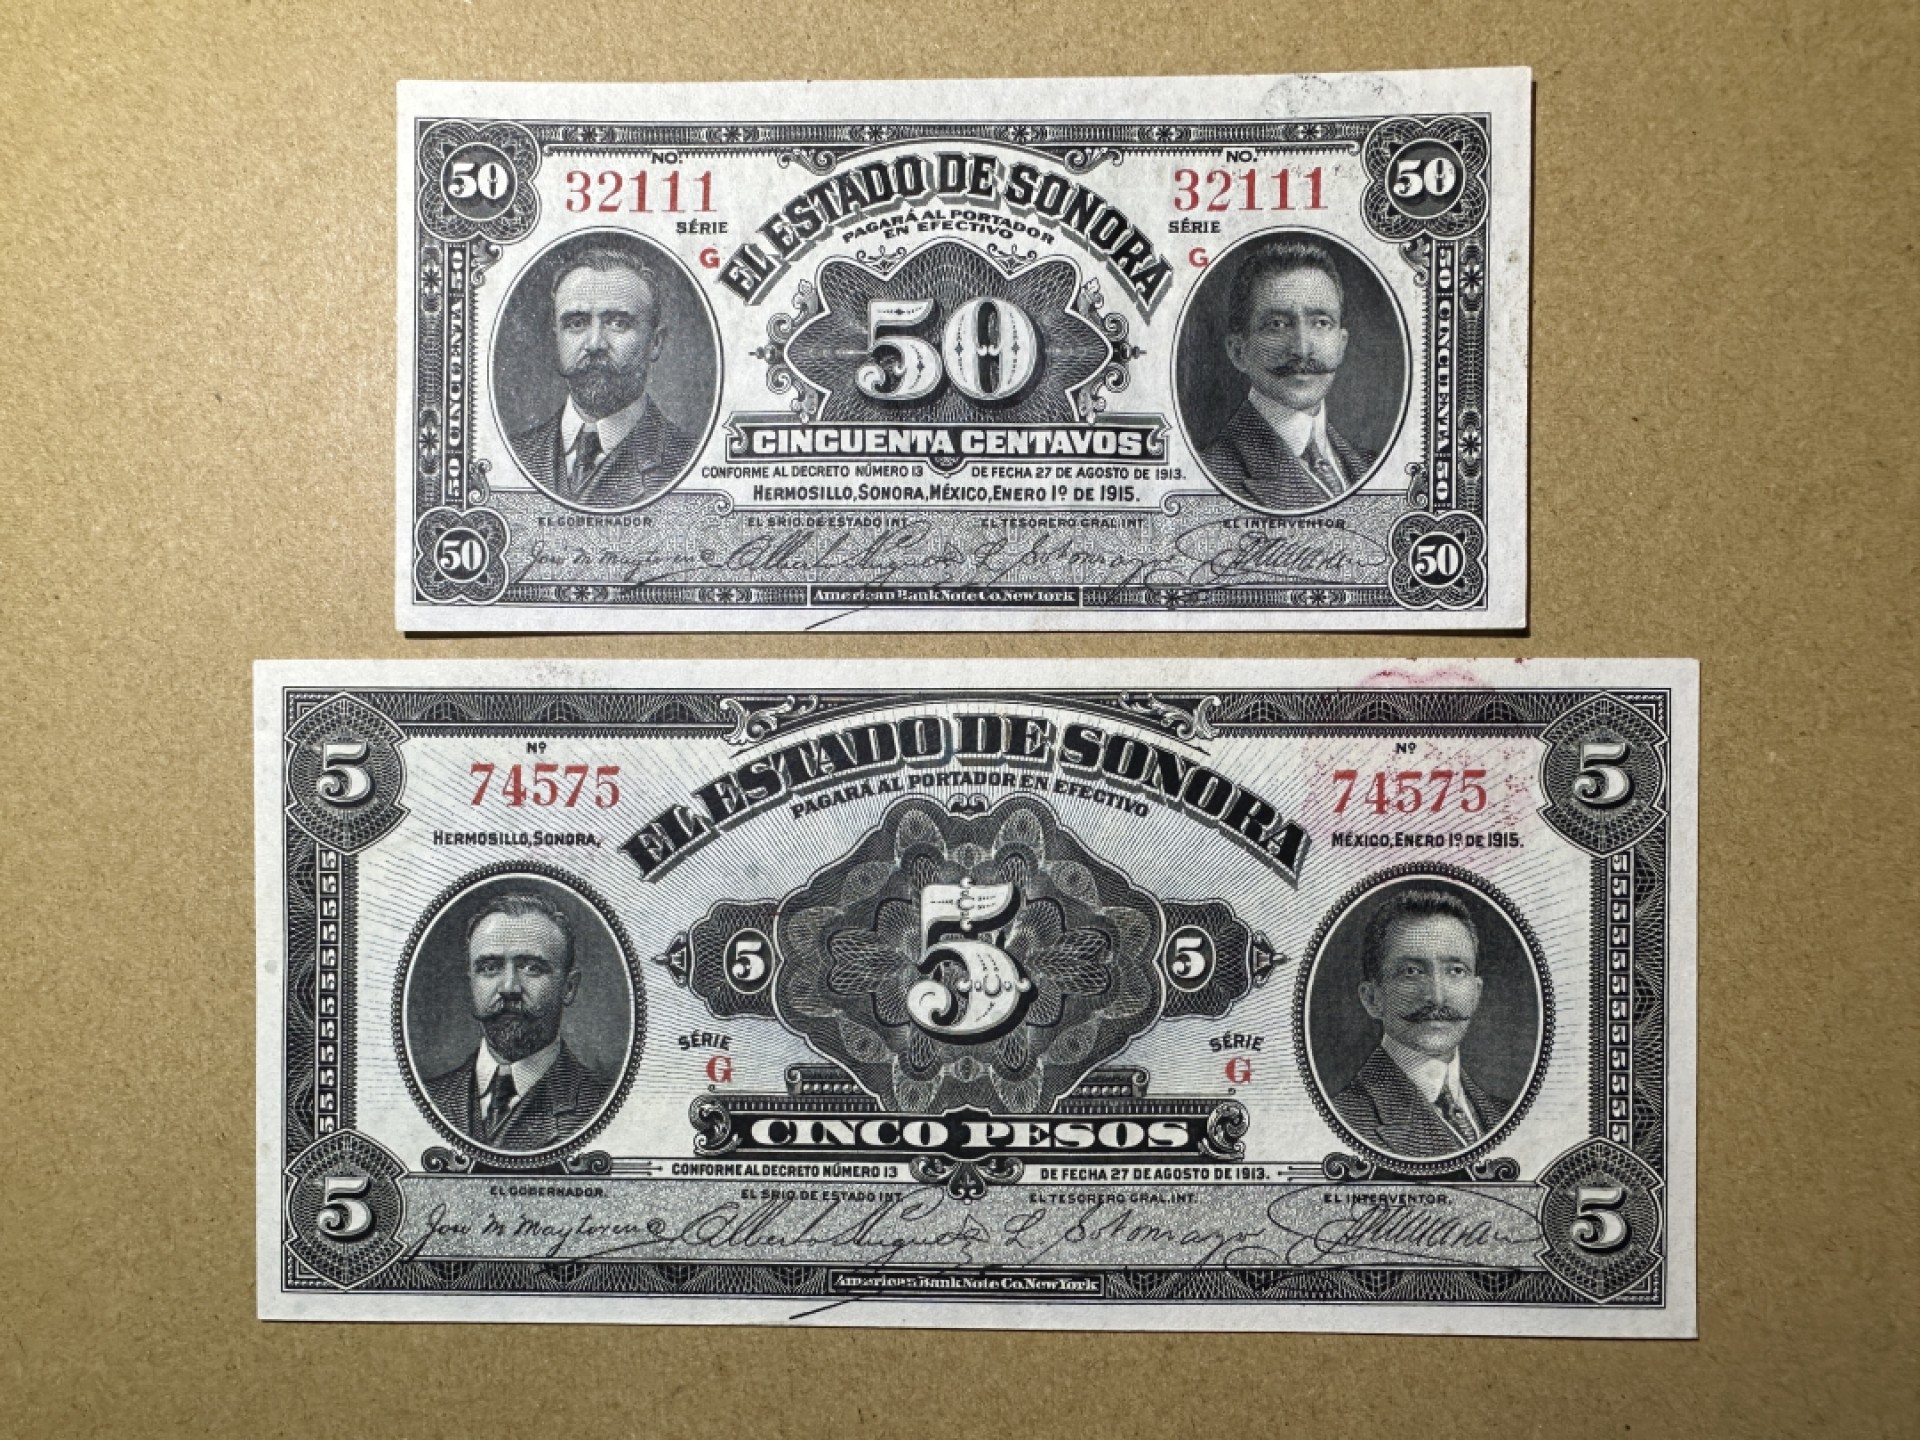 50 NO. 32111 EL ESTADO DE SONORA NO. 32111 50
PAGARÁ AL PORTADOR
EN EFECTIVO
SÉRIE SÉRIE
G G
50 CINCUENTA 50
50
50 CINCUENTA 50
CINCUENTA CENTAVOS
CONFORME AL DECRETO NÚMERO 13 DE FECHA 27 DE AGOSTO DE 1913.
HERMOSILLO, SONORA, MÉXICO, ENERO 1º DE 1915.
EL GOBERNADOR EL SRIO. DE ESTADO INT. EL TESORERO GRAL. INT. EL INTERVENTOR
50 José M Maytorena L. Sotomayor 50
American Bank Note Co. New York
5 Nº EL ESTADO DE SONORA Nº 5
74575 PAGARÁ AL PORTADOR EN EFECTIVO 74575
HERMOSILLO, SONORA, MÉXICO, ENERO 1º DE 1915.
5 5 5
SÉRIE SÉRIE
G G
CINCO PESOS
CONFORME AL DECRETO NÚMERO 13 DE FECHA 27 DE AGOSTO DE 1913.
EL GOBERNADOR. EL SRIO. DE ESTADO INT. EL TESORERO GRAL. INT. EL INTERVENTOR.
5 José M Maytorena L. Sotomayor 5
American Bank Note Co. New York